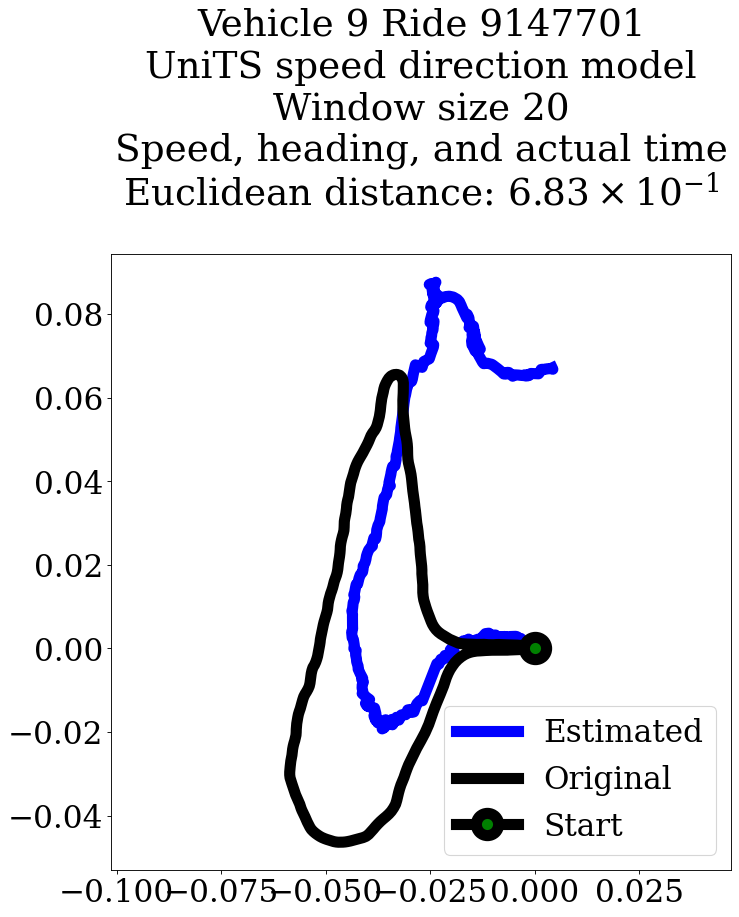 Vehicle 9 Ride 9147701
UniTS speed direction model
Window size 20
Speed, heading, and actual time
Euclidean distance: 6.83 × 10⁻¹
0.08
0.06
0.04
0.02
0.00
−0.02
−0.04
Estimated
Original
Start
−0.100 −0.075 −0.050 −0.025 0.000 0.025